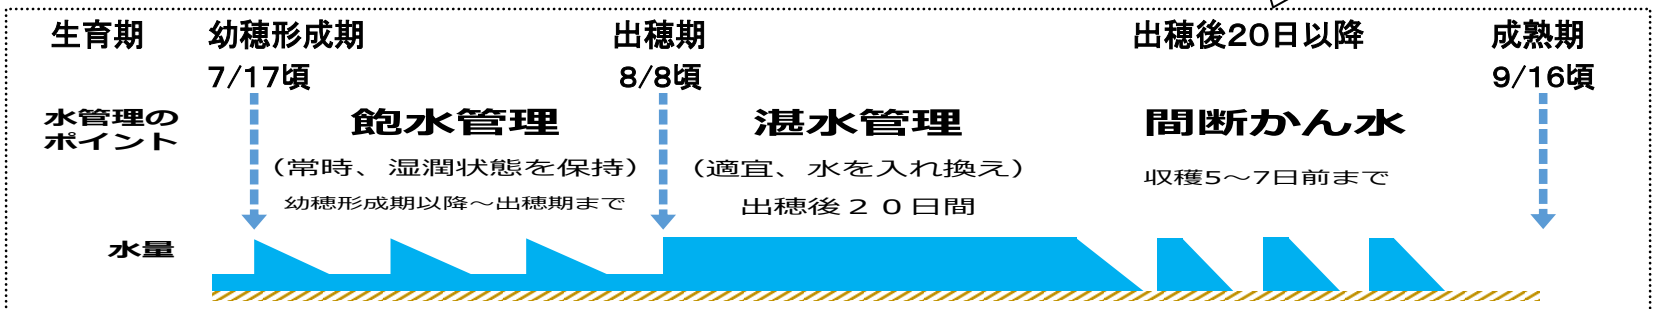 生育期 幼穂形成期 出穂期 出穂後20日以降 成熟期
7/17頃 8/8頃 9/16頃
水管理の
ポイント
飽水管理 湛水管理 間断かん水
（常時、湿潤状態を保持） （適宜、水を入れ換え） 収穫5～7日前まで
幼穂形成期以降～出穂期まで 出穂後２０日間
水量